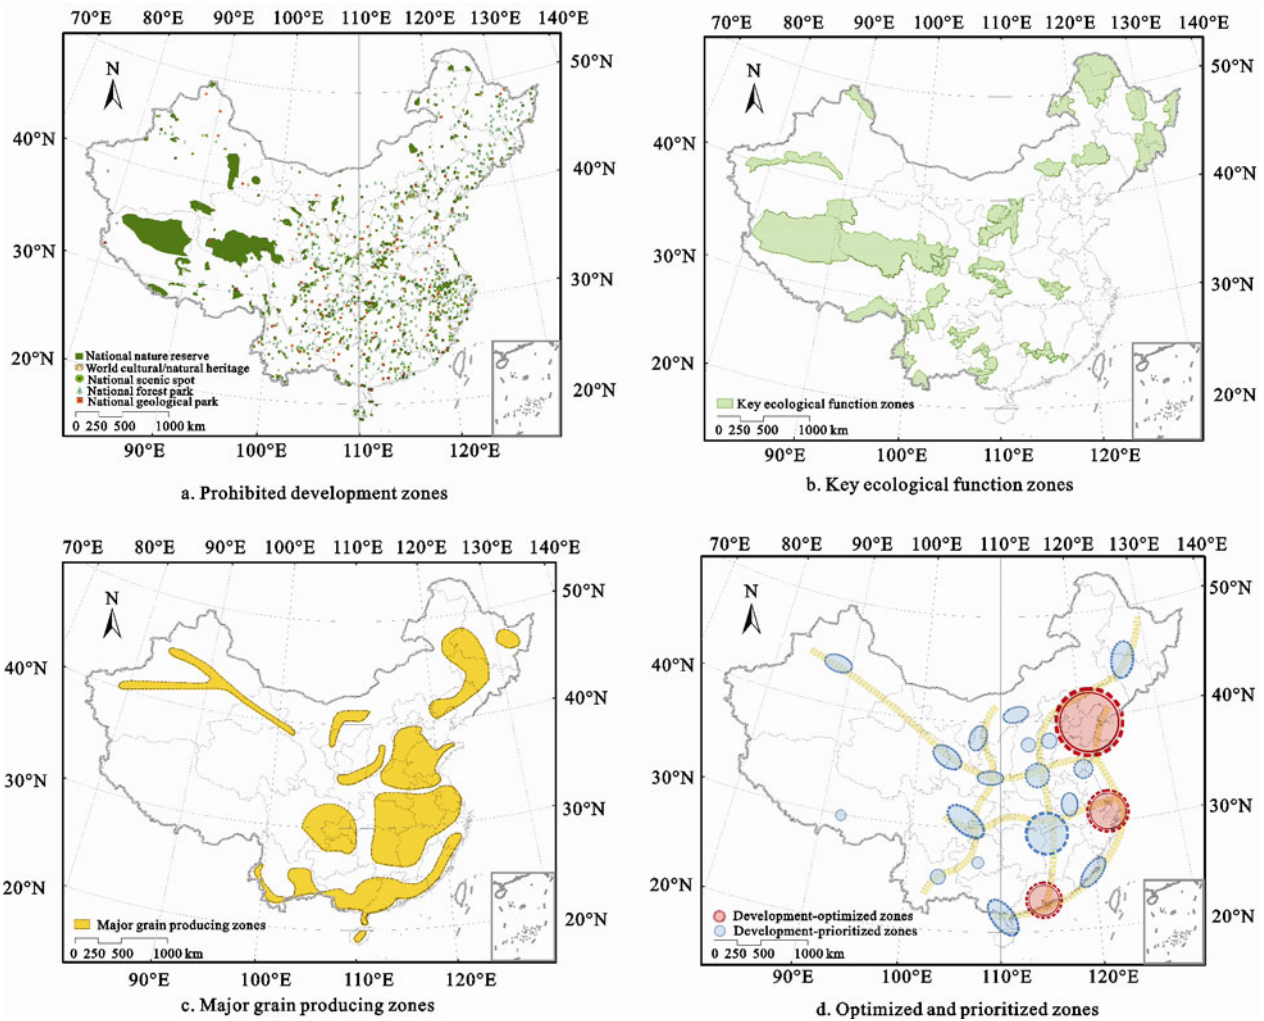 70°E 80°E 90°E 100°E 110°E 120°E 130°E 140°E
N
50°N
40°N
40°N
30°N
30°N
20°N
20°N
National nature reserve
World cultural/natural heritage
National scenic spot
National forest park
National geological park
0 250 500 1000 km
90°E 100°E 110°E 120°E
a. Prohibited development zones
70°E 80°E 90°E 100°E 110°E 120°E 130°E 140°E
N
50°N
40°N
40°N
30°N
30°N
20°N
20°N
Key ecological function zones
0 250 500 1000 km
90°E 100°E 110°E 120°E
b. Key ecological function zones
70°E 80°E 90°E 100°E 110°E 120°E 130°E 140°E
N
50°N
40°N
40°N
30°N
30°N
20°N
20°N
Major grain producing zones
0 250 500 1000 km
90°E 100°E 110°E 120°E
c. Major grain producing zones
70°E 80°E 90°E 100°E 110°E 120°E 130°E 140°E
N
50°N
40°N
40°N
30°N
30°N
20°N
20°N
Development-optimized zones
Development-prioritized zones
0 250 500 1000 km
90°E 100°E 110°E 120°E
d. Optimized and prioritized zones